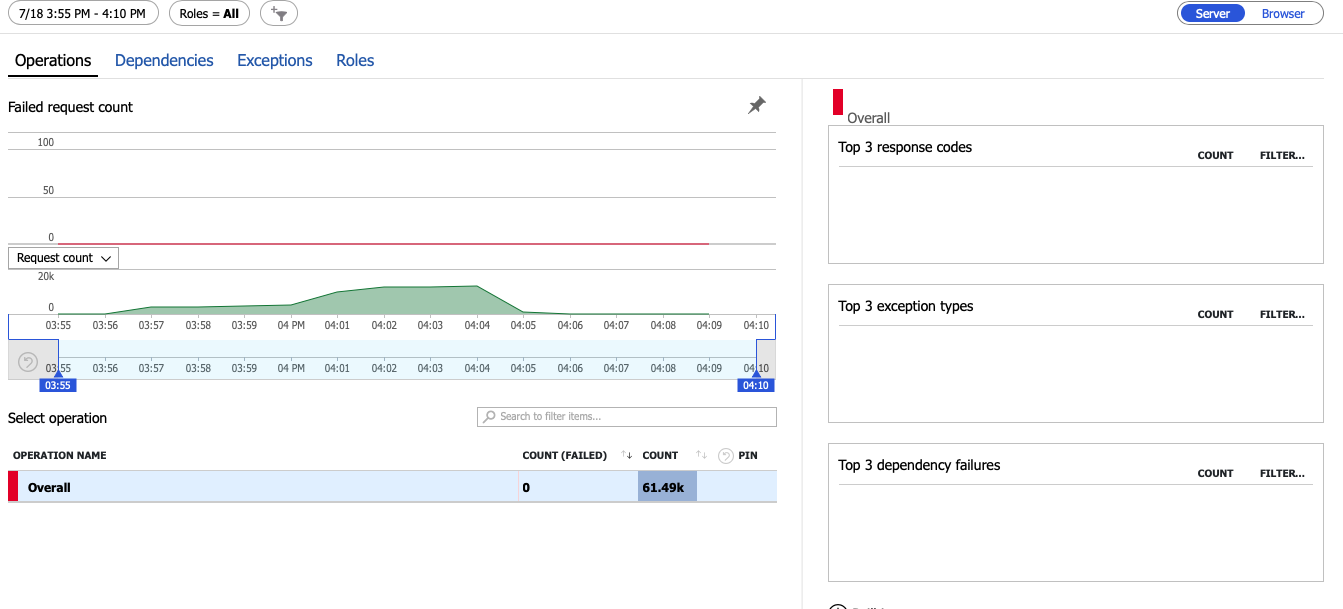 7/18 3:55 PM - 4:10 PM
Roles = All
Server
Browser
Operations
Dependencies
Exceptions
Roles
Failed request count
100
50
0
Request count
20k
0
03:55 03:56 03:57 03:58 03:59 04 PM 04:01 04:02 04:03 04:04 04:05 04:06 04:07 04:08 04:09 04:10
03:55 03:56 03:57 03:58 03:59 04 PM 04:01 04:02 04:03 04:04 04:05 04:06 04:07 04:08 04:09 04:10
03:55
04:10
Select operation
Search to filter items...
OPERATION NAME COUNT (FAILED) COUNT PIN
Overall 0 61.49k
Overall
Top 3 response codes
COUNT FILTER...
Top 3 exception types
COUNT FILTER...
Top 3 dependency failures
COUNT FILTER...